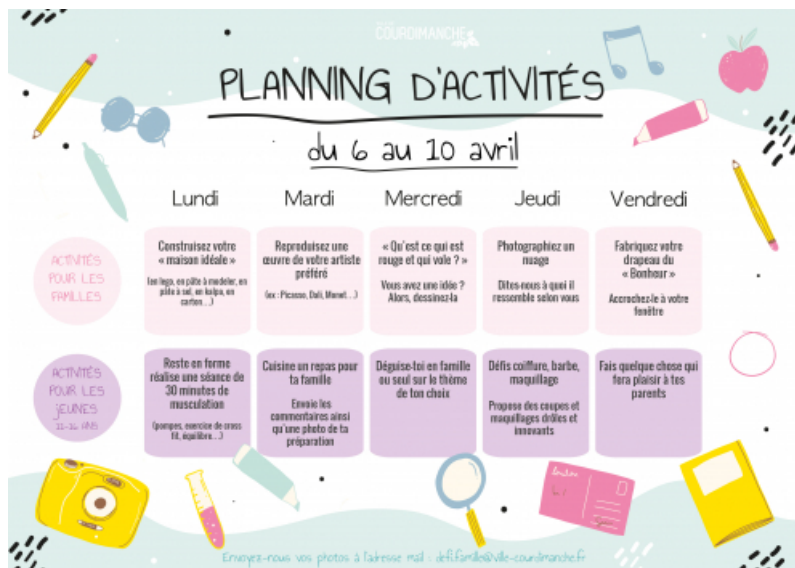 COURDIMANCHE
PLANNING D'ACTIVITÉS
du 6 au 10 avril
Lundi
Mardi
Mercredi
Jeudi
Vendredi
ACTIVITÉS
POUR LES
FAMILLES
Construisez votre
« maison idéale »
(en lego, en pâte à modeler, en
pâte à sel, en kalpa, en
carton…)
Reproduisez une
œuvre de votre artiste
préféré
(ex : Picasso, Dali, Monet…)
« Qu'est ce qui est
rouge et qui vole ? »
Vous avez une idée ?
Alors, dessinez-la
Photographiez un
nuage
Dites-nous à quoi il
ressemble selon vous
Fabriquez votre
drapeau du
« Bonheur »
Accrochez-le à votre
fenêtre
ACTIVITÉS
POUR LES
JEUNES
11-16 ANS
Reste en forme
réalise une séance de
30 minutes de
musculation
(pompes, exercice de cross
fit, équilibre…)
Cuisine un repas pour
ta famille
Envoie les
commentaires ainsi
qu'une photo de ta
préparation
Déguise-toi en famille
ou seul sur le thème
de ton choix
Défis coiffure, barbe,
maquillage
Propose des coupes et
maquillages drôles et
innovants
Fais quelque chose qui
fera plaisir à tes
parents
London
Envoyez-nous vos photos à l'adresse mail : defi.famille@ville-courdimanche.fr